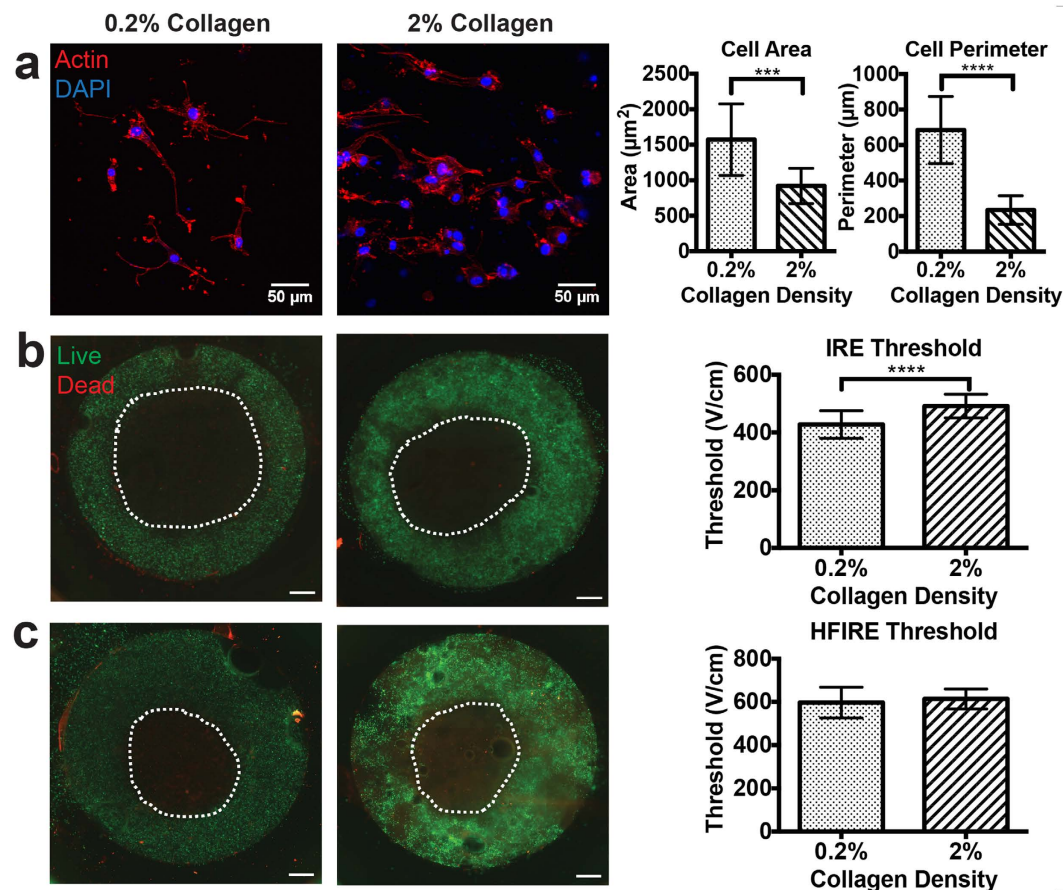 0.2% Collagen
2% Collagen
a
Actin
DAPI
50 µm
50 µm
Cell Area
***
2500
2000
1500
1000
500
0
Area (µm²)
0.2%
2%
Collagen Density
Cell Perimeter
****
1000
800
600
400
200
0
Perimeter (µm)
0.2%
2%
Collagen Density
b
Live
Dead
IRE Threshold
****
600
400
200
0
Threshold (V/cm)
0.2%
2%
Collagen Density
c
HFIRE Threshold
800
600
400
200
0
Threshold (V/cm)
0.2%
2%
Collagen Density